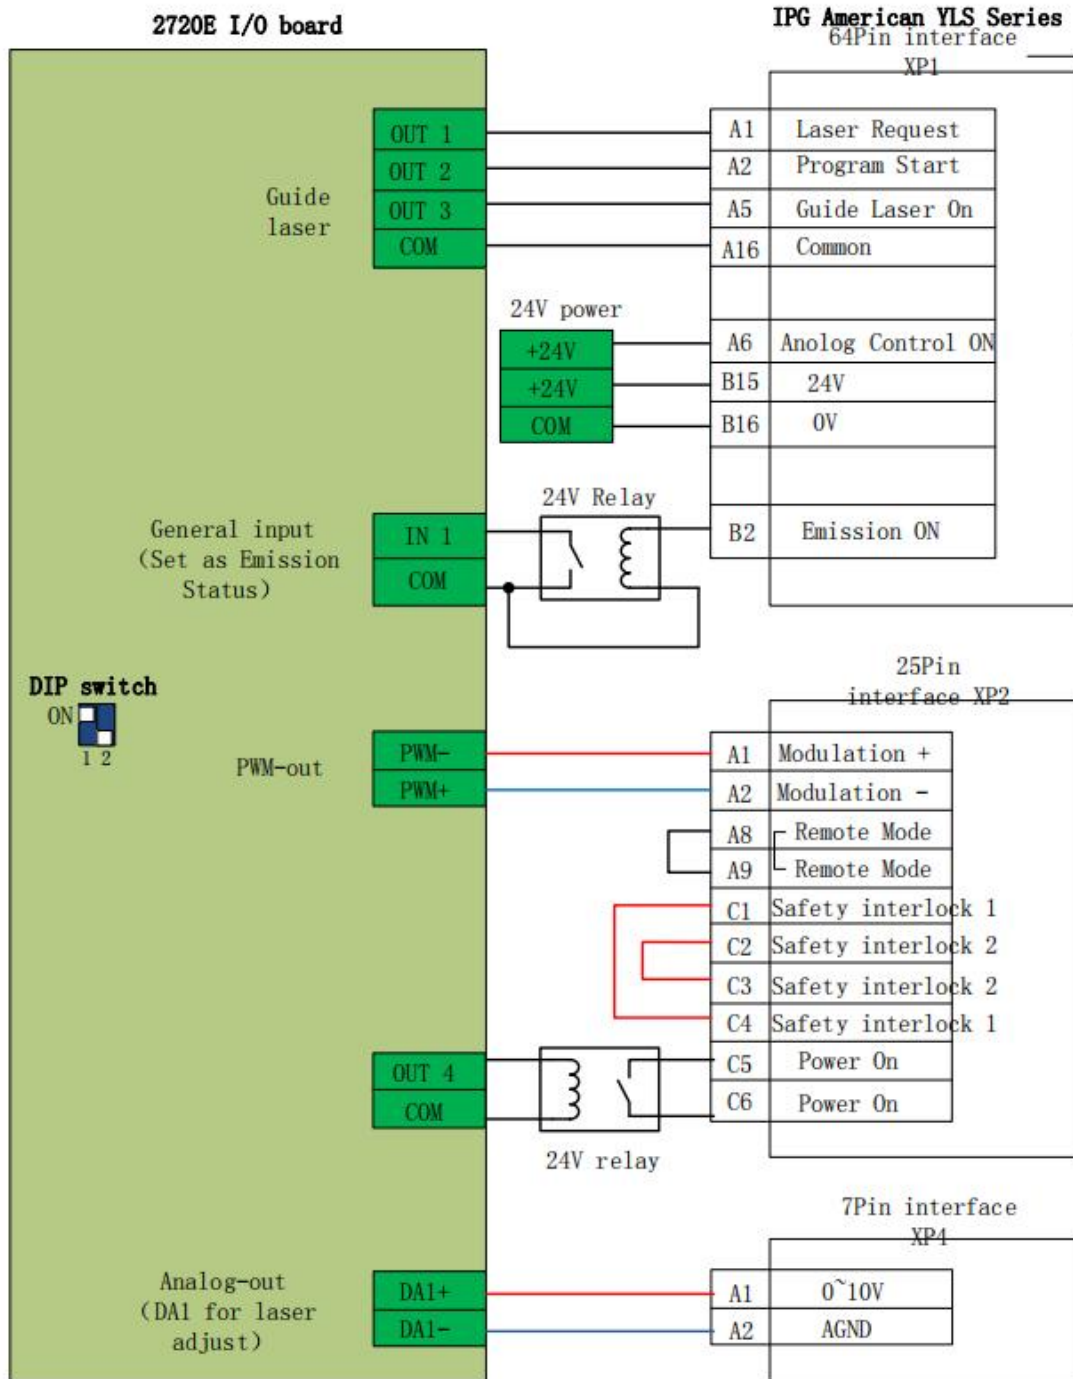 2720E I/O board
IPG American YLS Series
64Pin interface
XP1
OUT 1
A1 Laser Request
OUT 2
A2 Program Start
Guide
laser
OUT 3
A5 Guide Laser On
COM
A16 Common
24V power
+24V
A6 Anolog Control ON
+24V
B15 24V
COM
B16 0V
24V Relay
General input
(Set as Emission
Status)
IN 1
COM
B2 Emission ON
DIP switch
ON
1 2
25Pin
interface XP2
PWM-out
PWM-
A1 Modulation +
PWM+
A2 Modulation -
A8 Remote Mode
A9 Remote Mode
C1 Safety interlock 1
C2 Safety interlock 2
C3 Safety interlock 2
C4 Safety interlock 1
OUT 4
C5 Power On
COM
C6 Power On
24V relay
7Pin interface
XP4
Analog-out
(DA1 for laser
adjust)
DA1+
A1 0~10V
DA1-
A2 AGND